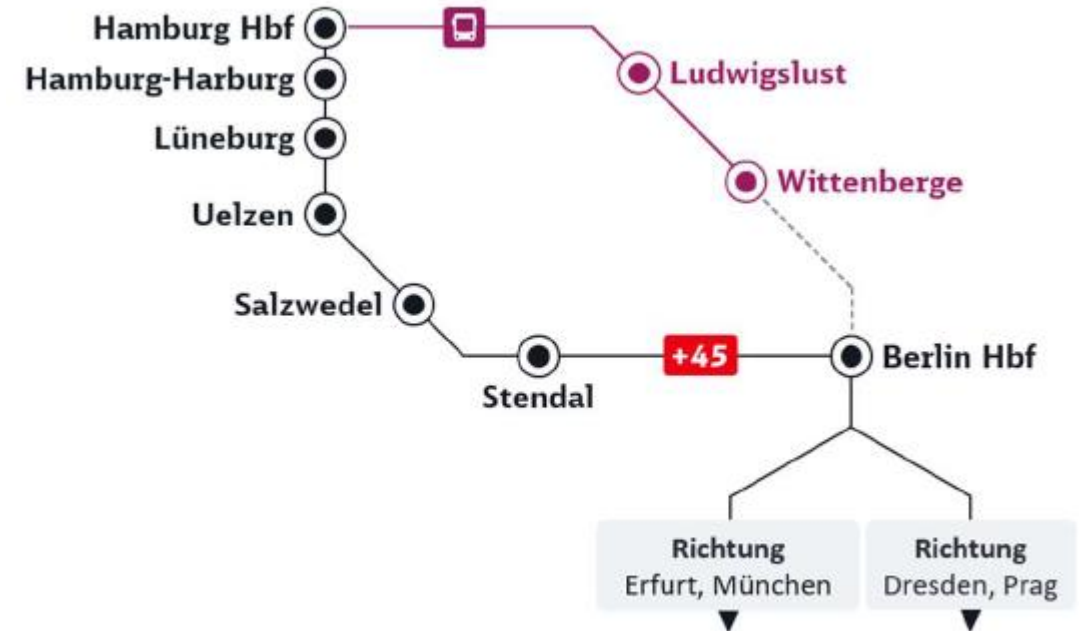 Hamburg Hbf
Hamburg-Harburg
Ludwigslust
Lüneburg
Wittenberge
Uelzen
Salzwedel
+45
Berlin Hbf
Stendal
Richtung
Erfurt, München
Richtung
Dresden, Prag